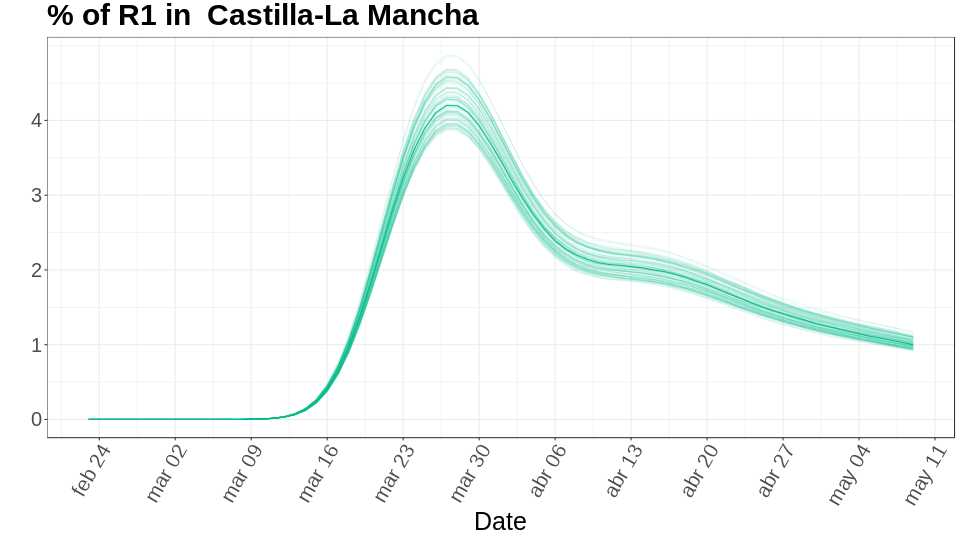 % of R1 in  Castilla-La Mancha
4
3
2
1
0
feb 24
mar 02
mar 09
mar 16
mar 23
mar 30
abr 06
abr 13
abr 20
abr 27
may 04
may 11
Date